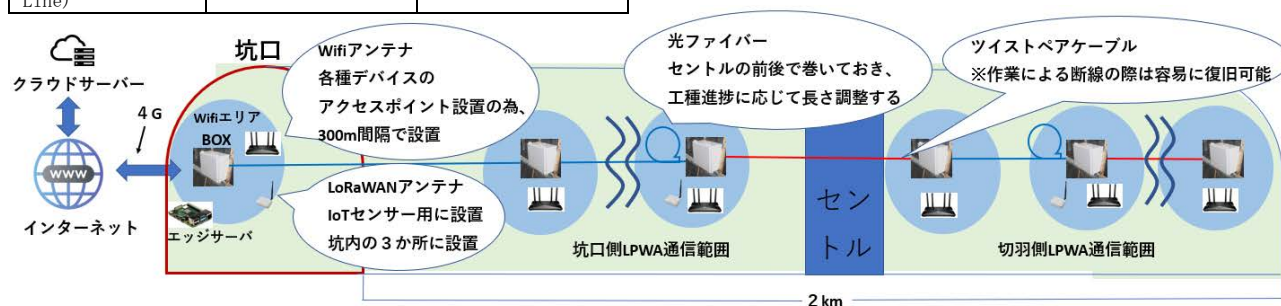 Line)
坑口
Wifiアンテナ
各種デバイスの
アクセスポイント設置の為、
300m間隔で設置
光ファイバー
セントルの前後で巻いておき、
工種進捗に応じて長さ調整する
ツイストペアケーブル
※作業による断線の際は容易に復旧可能
クラウドサーバー
4G
Wifiエリア
BOX
WWW
インターネット
エッジサーバ
LoRaWANアンテナ
IoTセンサー用に設置
坑内の3か所に設置
坑口側LPWA通信範囲
セン
トル
切羽側LPWA通信範囲
2km